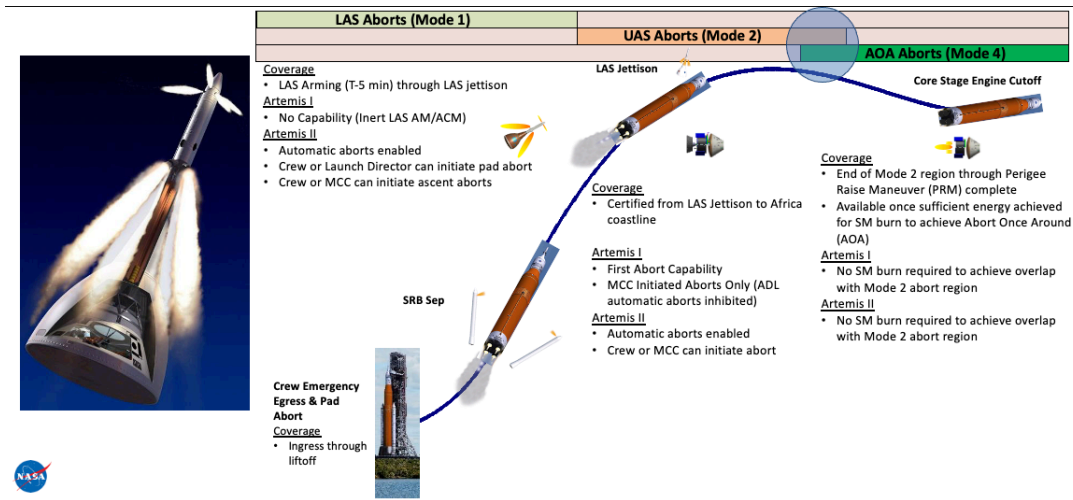 LAS Aborts (Mode 1)
UAS Aborts (Mode 2)
AOA Aborts (Mode 4)
Coverage
• LAS Arming (T-5 min) through LAS jettison
Artemis I
• No Capability (Inert LAS AM/ACM)
Artemis II
• Automatic aborts enabled
• Crew or Launch Director can initiate pad abort
• Crew or MCC can initiate ascent aborts
LAS Jettison
Core Stage Engine Cutoff
Coverage
• Certified from LAS Jettison to Africa
coastline
Artemis I
• First Abort Capability
• MCC Initiated Aborts Only (ADL
automatic aborts inhibited)
Artemis II
• Automatic aborts enabled
• Crew or MCC can initiate abort
Coverage
• End of Mode 2 region through Perigee
Raise Maneuver (PRM) complete
• Available once sufficient energy achieved
for SM burn to achieve Abort Once Around
(AOA)
Artemis I
• No SM burn required to achieve overlap
with Mode 2 abort region
Artemis II
• No SM burn required to achieve overlap
with Mode 2 abort region
SRB Sep
Crew Emergency
Egress & Pad
Abort
Coverage
• Ingress through
liftoff
NASA